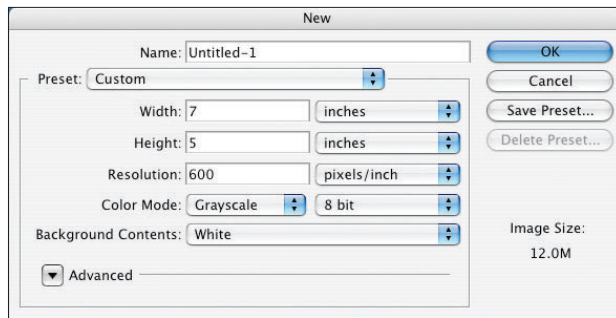 New
Name: Untitled-1
OK
Preset: Custom
Cancel
Width: 7 inches
Save Preset...
Height: 5 inches
Delete Preset...
Resolution: 600 pixels/inch
Color Mode: Grayscale 8 bit
Background Contents: White
Image Size:
12.0M
Advanced